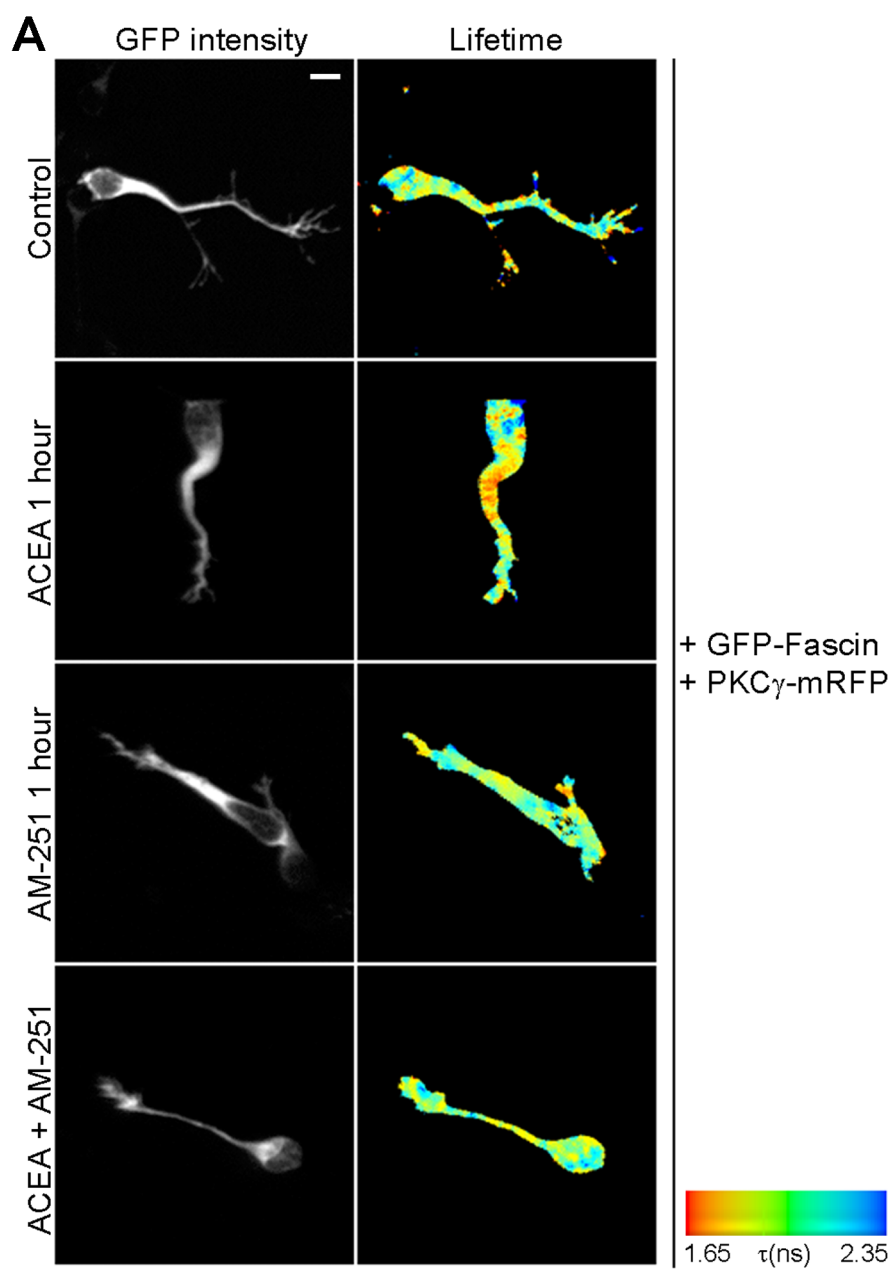 A
GFP intensity
Lifetime
Control
ACEA 1 hour
AM-251 1 hour
ACEA + AM-251
+ GFP-Fascin
+ PKCγ-mRFP
1.65 τ(ns) 2.35